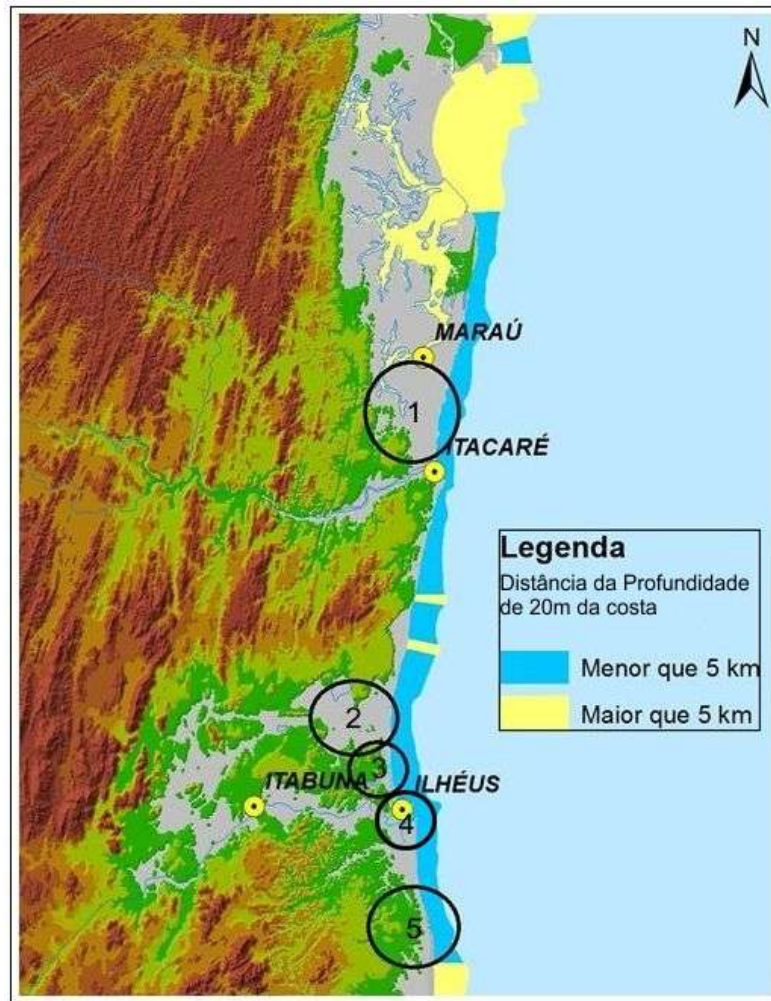 N
MARAÚ
1
ITACARÉ
Legenda
Distância da Profundidade
de 20m da costa
Menor que 5 km
Maior que 5 km
2
3
ITABUNA
ILHÉUS
4
5